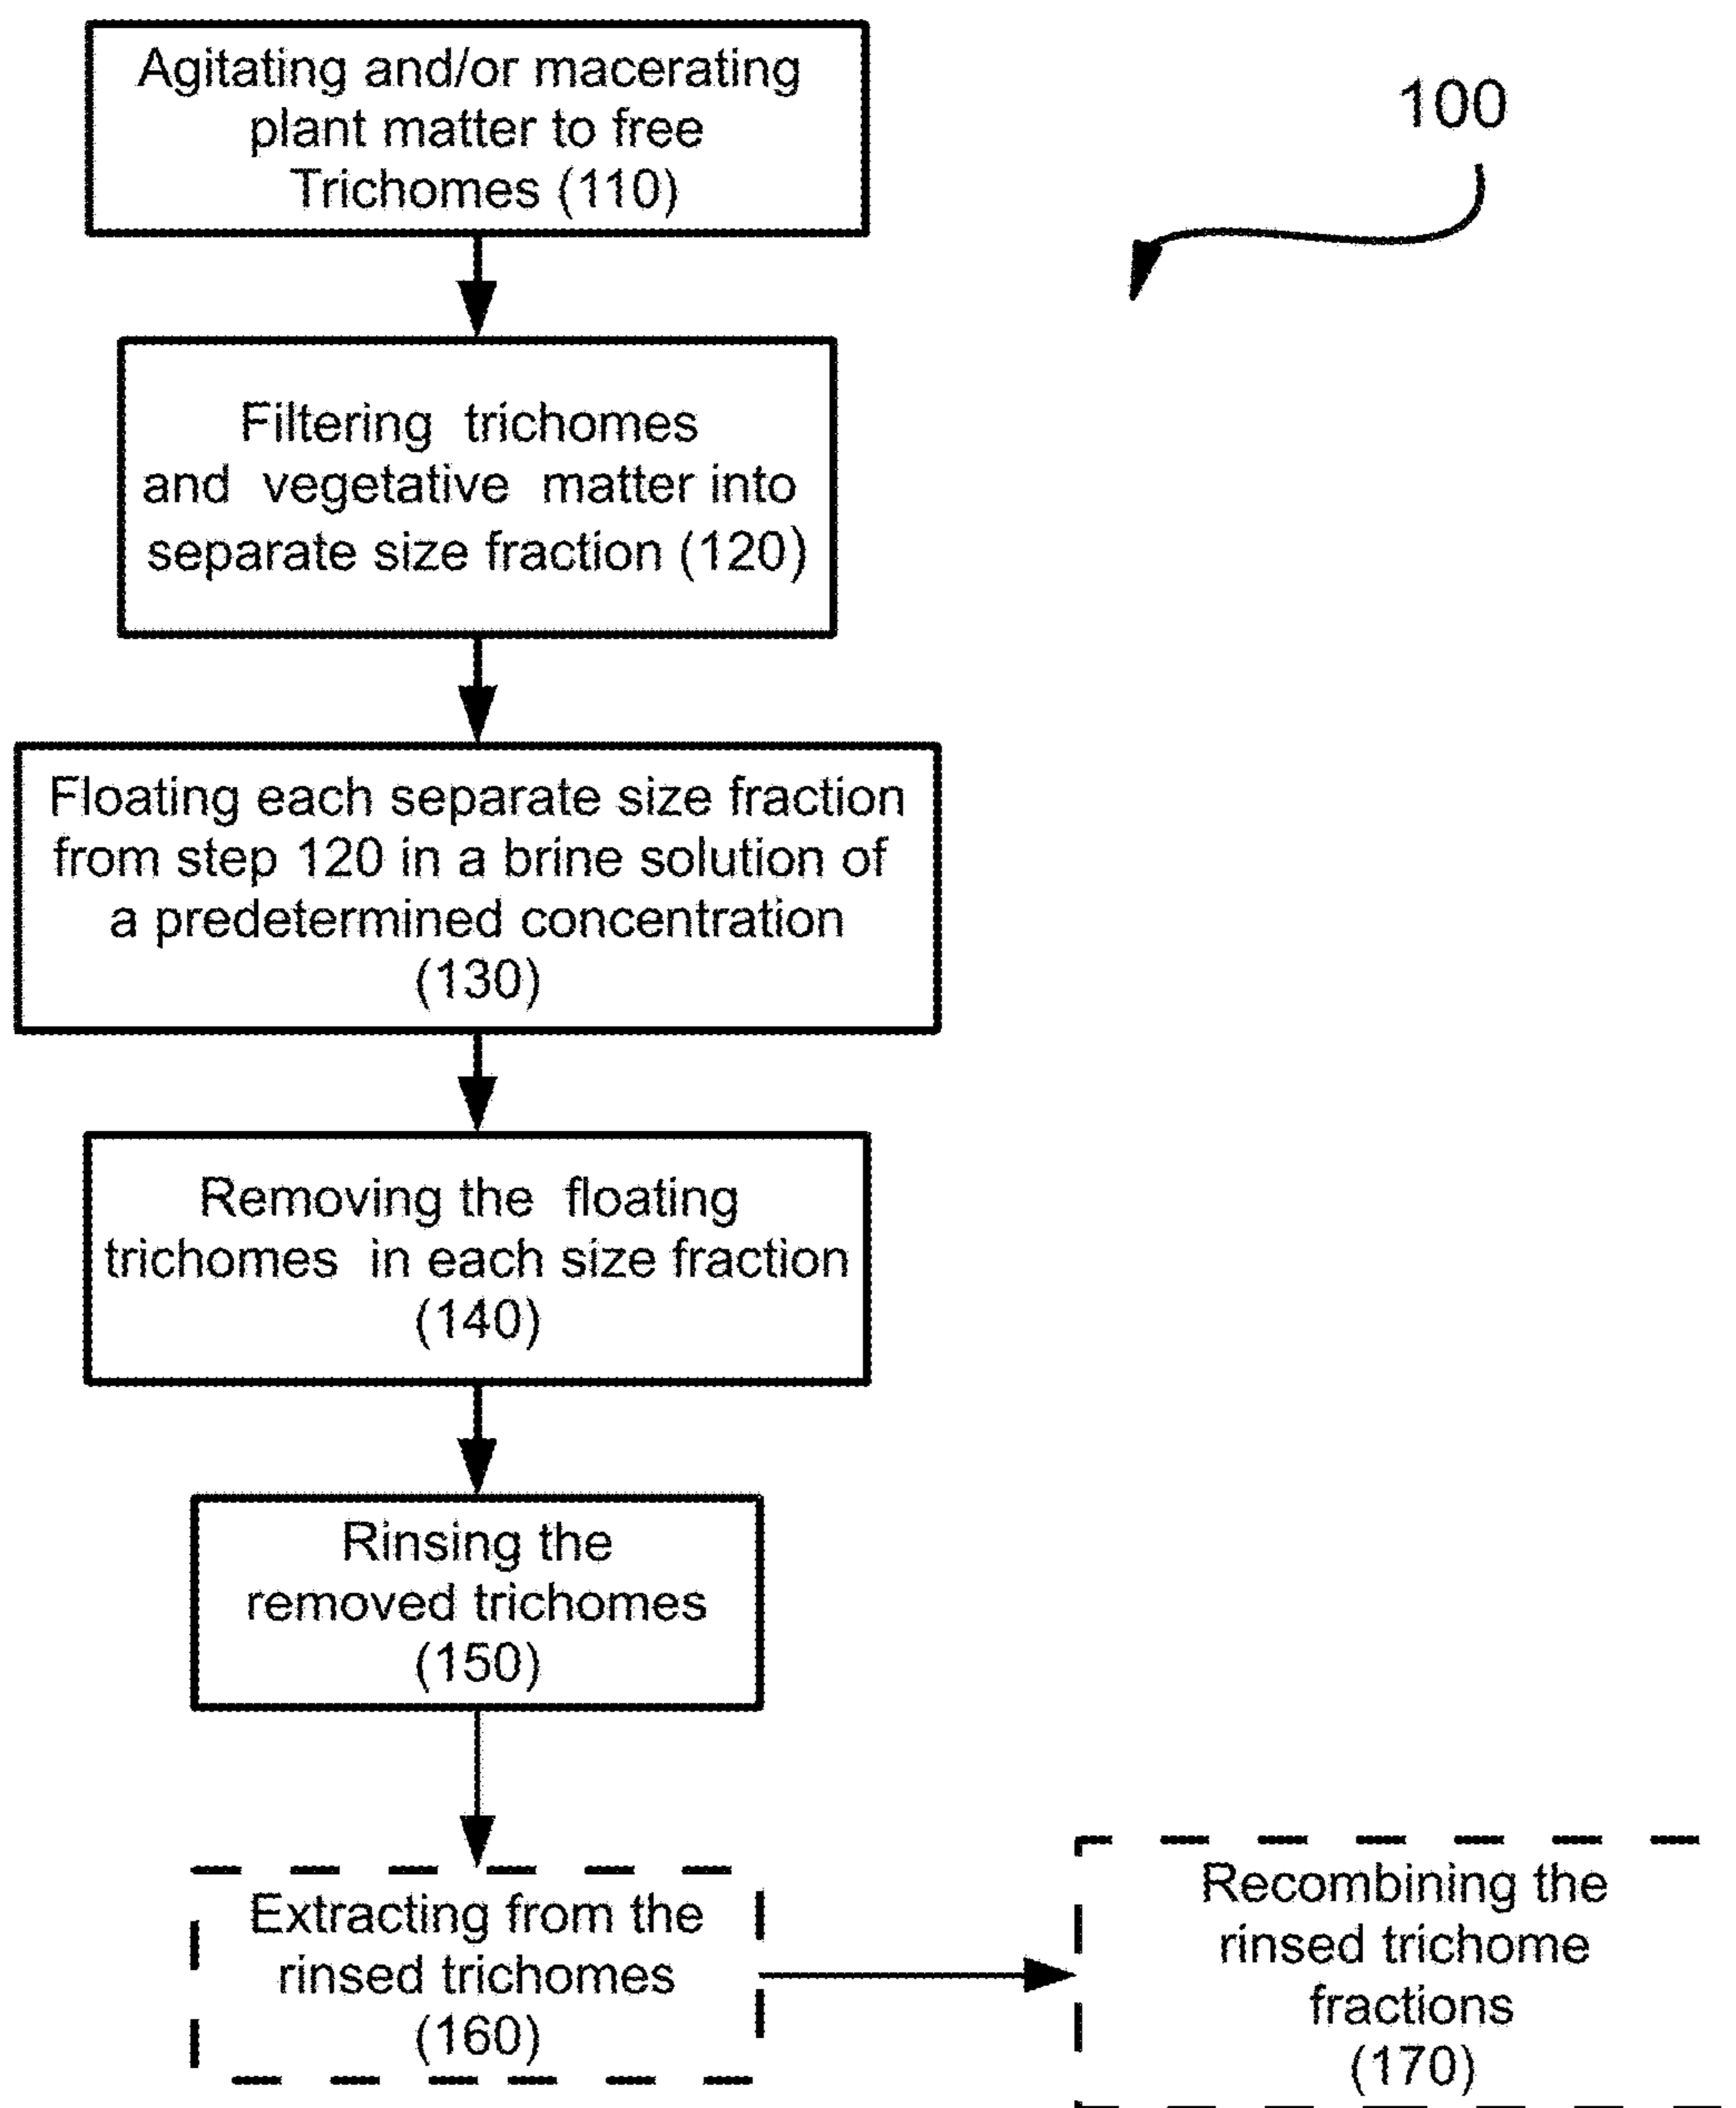 Agitating and/or macerating
plant matter to free
Trichomes (110)
100
Filtering trichomes
and vegetative matter into
separate size fraction (120)
Floating each separate size fraction
from step 120 in a brine solution of
a predetermined concentration
(130)
Removing the floating
trichomes in each size fraction
(140)
Rinsing the
removed trichomes
(150)
Extracting from the
rinsed trichomes
(160)
Recombining the
rinsed trichome
fractions
(170)